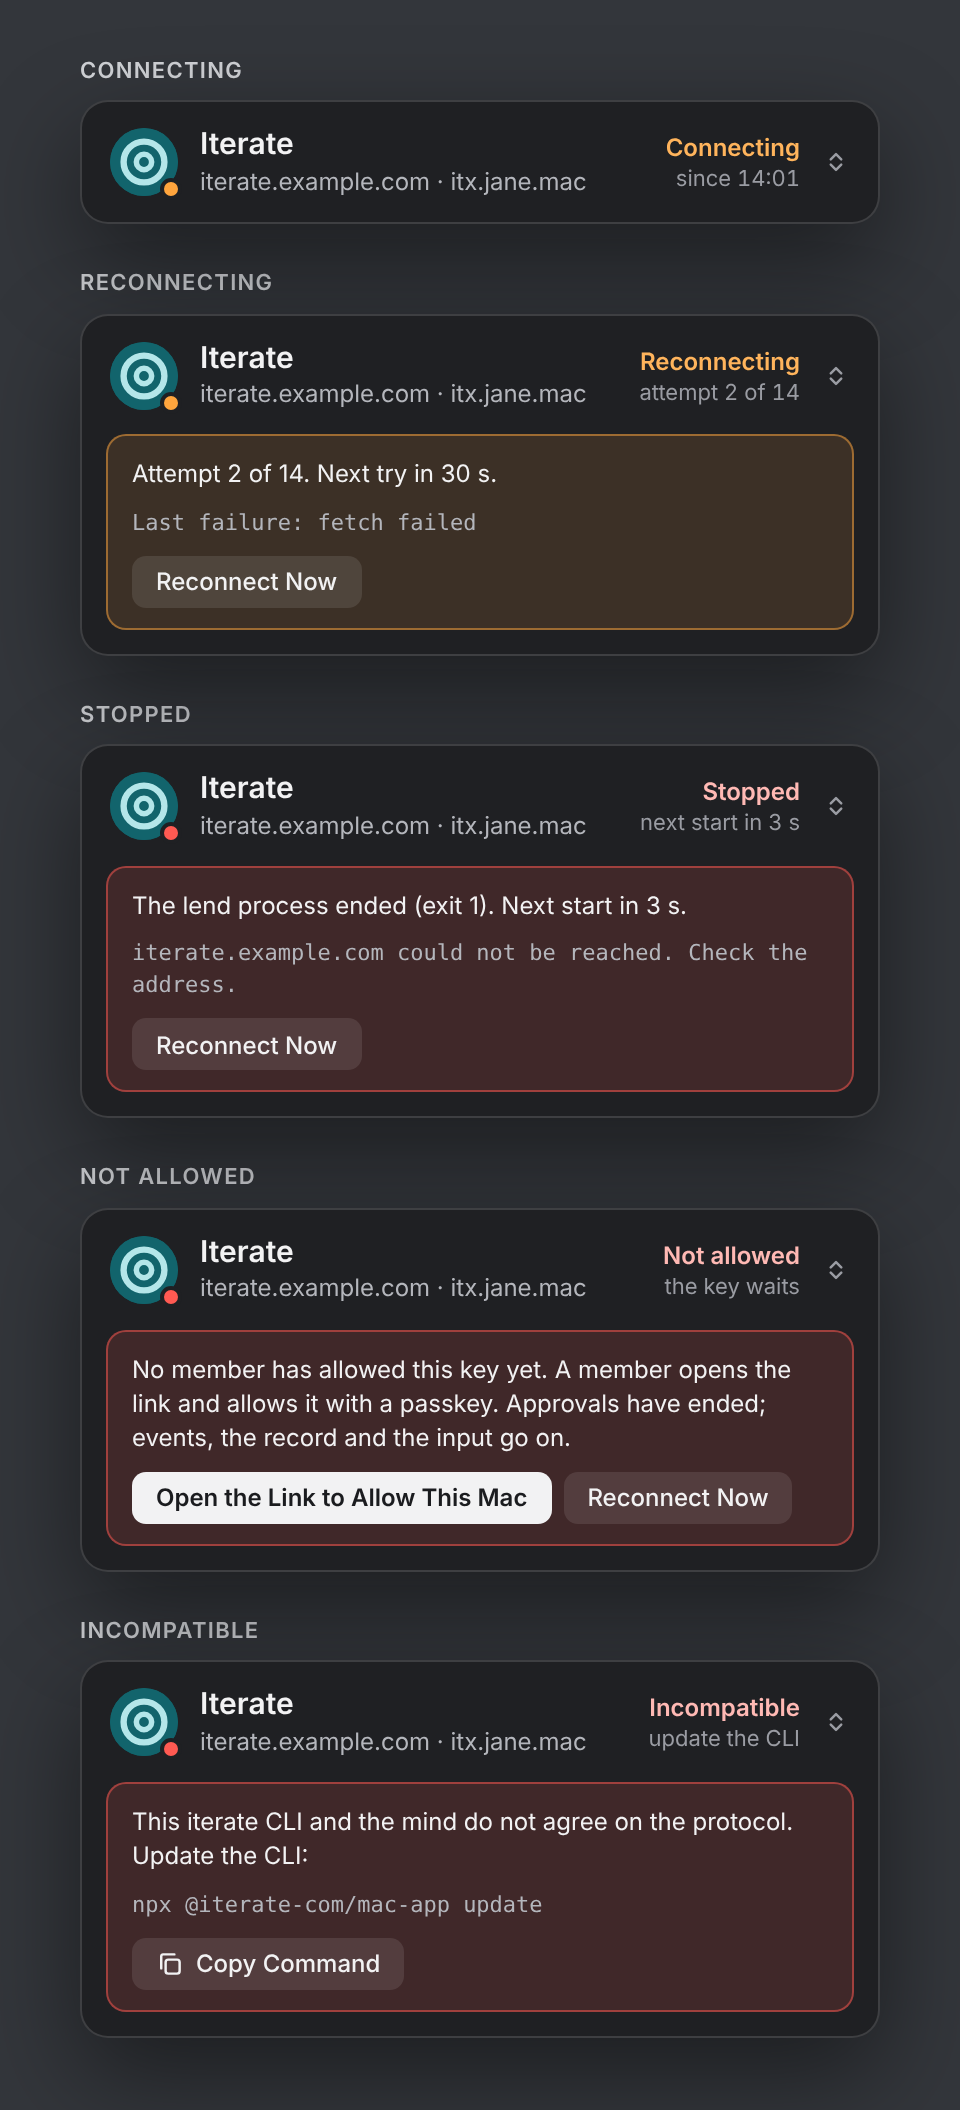 CONNECTING
Iterate
iterate.example.com · itx.jane.mac
Connecting
since 14:01
RECONNECTING
Iterate
iterate.example.com · itx.jane.mac
Reconnecting
attempt 2 of 14
Attempt 2 of 14. Next try in 30 s.
Last failure: fetch failed
Reconnect Now
STOPPED
Iterate
iterate.example.com · itx.jane.mac
Stopped
next start in 3 s
The lend process ended (exit 1). Next start in 3 s.
iterate.example.com could not be reached. Check the
address.
Reconnect Now
NOT ALLOWED
Iterate
iterate.example.com · itx.jane.mac
Not allowed
the key waits
No member has allowed this key yet. A member opens the
link and allows it with a passkey. Approvals have ended;
events, the record and the input go on.
Open the Link to Allow This Mac
Reconnect Now
INCOMPATIBLE
Iterate
iterate.example.com · itx.jane.mac
Incompatible
update the CLI
This iterate CLI and the mind do not agree on the protocol.
Update the CLI:
npx @iterate-com/mac-app update
Copy Command